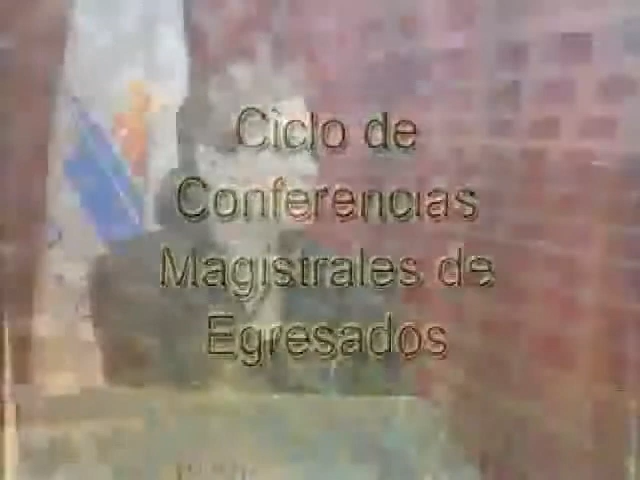 Ciclo de
Conferencias
Magistrales de
Egresados